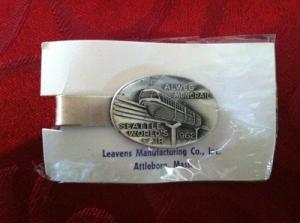 ALWEG
MONORAIL
SEATTLE
WORLD'S
FAIR
1962
Leavens Manufacturing Co., Inc.
Attleboro, Mass.